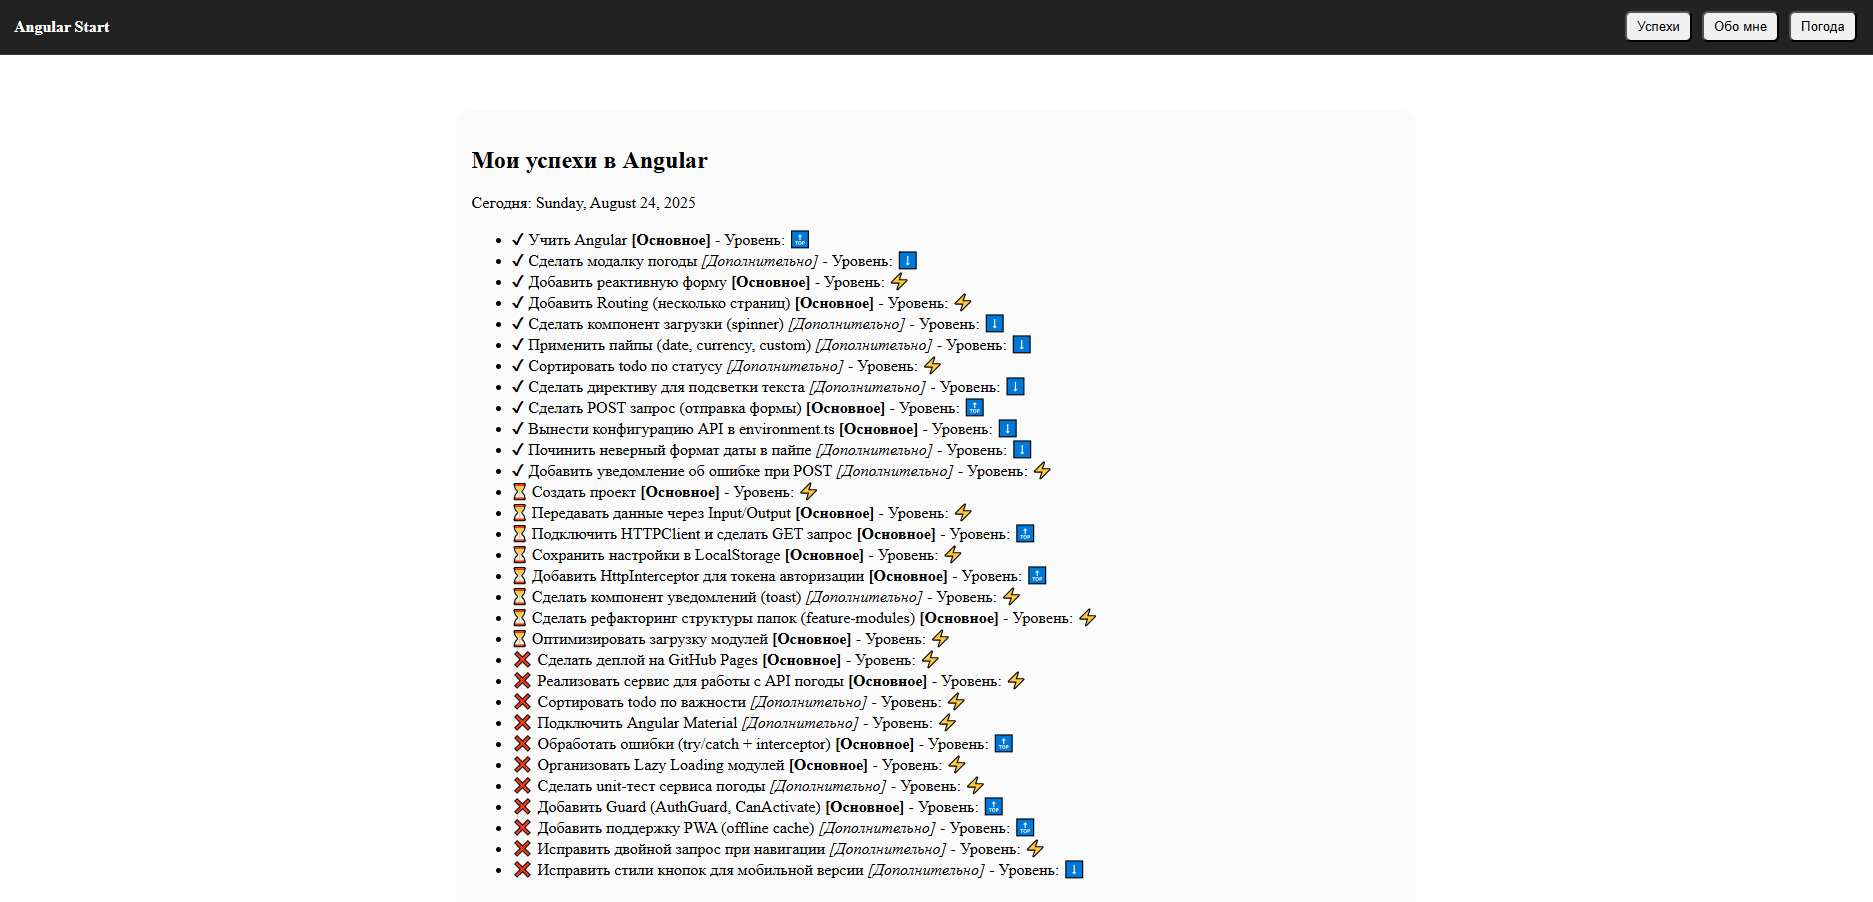 Angular Start
Успехи
Обо мне
Погода
Мои успехи в Angular
Сегодня: Sunday, August 24, 2025
✔ Учить Angular [Основное] - Уровень: 🔝
✔ Сделать модалку погоды [Дополнительно] - Уровень: ⬇
✔ Добавить реактивную форму [Основное] - Уровень: ⚡
✔ Добавить Routing (несколько страниц) [Основное] - Уровень: ⚡
✔ Сделать компонент загрузки (spinner) [Дополнительно] - Уровень: ⬇
✔ Применить пайпы (date, currency, custom) [Дополнительно] - Уровень: ⬇
✔ Сортировать todo по статусу [Дополнительно] - Уровень: ⚡
✔ Сделать директиву для подсветки текста [Дополнительно] - Уровень: ⬇
✔ Сделать POST запрос (отправка формы) [Основное] - Уровень: 🔝
✔ Вынести конфигурацию API в environment.ts [Основное] - Уровень: ⬇
✔ Починить неверный формат даты в пайпе [Дополнительно] - Уровень: ⬇
✔ Добавить уведомление об ошибке при POST [Дополнительно] - Уровень: ⚡
⏳ Создать проект [Основное] - Уровень: ⚡
⏳ Передавать данные через Input/Output [Основное] - Уровень: ⚡
⏳ Подключить HTTPClient и сделать GET запрос [Основное] - Уровень: 🔝
⏳ Сохранить настройки в LocalStorage [Основное] - Уровень: ⚡
⏳ Добавить HttpInterceptor для токена авторизации [Основное] - Уровень: 🔝
⏳ Сделать компонент уведомлений (toast) [Дополнительно] - Уровень: ⚡
⏳ Сделать рефакторинг структуры папок (feature-modules) [Основное] - Уровень: ⚡
⏳ Оптимизировать загрузку модулей [Основное] - Уровень: ⚡
❌ Сделать деплой на GitHub Pages [Основное] - Уровень: ⚡
❌ Реализовать сервис для работы с API погоды [Основное] - Уровень: ⚡
❌ Сортировать todo по важности [Дополнительно] - Уровень: ⚡
❌ Подключить Angular Material [Дополнительно] - Уровень: ⚡
❌ Обработать ошибки (try/catch + interceptor) [Основное] - Уровень: 🔝
❌ Организовать Lazy Loading модулей [Основное] - Уровень: ⚡
❌ Сделать unit-тест сервиса погоды [Дополнительно] - Уровень: ⚡
❌ Добавить Guard (AuthGuard, CanActivate) [Основное] - Уровень: 🔝
❌ Добавить поддержку PWA (offline cache) [Дополнительно] - Уровень: 🔝
❌ Исправить двойной запрос при навигации [Дополнительно] - Уровень: ⚡
❌ Исправить стили кнопок для мобильной версии [Дополнительно] - Уровень: ⬇